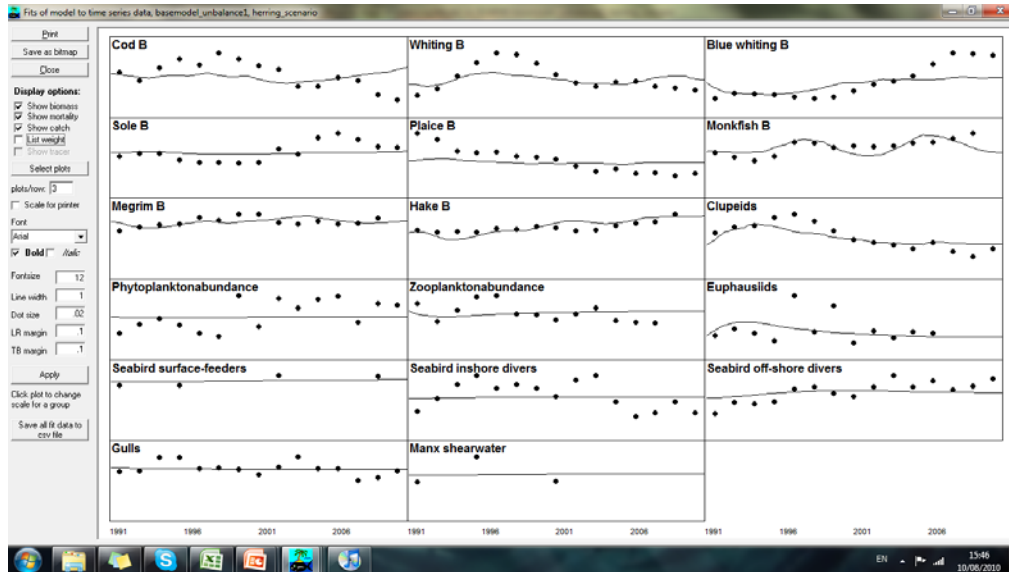 Fits of model to time series data, basemodel_unbalance1, herring_scenario
Print
Save as bitmap
Close
Display options:
Show biomass
Show mortality
Show catch
List weight
Show tracer
Select plots
plots/row: 3
Scale for printer
Font
Arial
Bold Italic
Fontsize 12
Line width 1
Dot size .02
LR margin .1
TB margin .1
Apply
Click plot to change
scale for a group
Save all fit data to
csv file
Cod B
Whiting B
Blue whiting B
Sole B
Plaice B
Monkfish B
Megrim B
Hake B
Clupeids
Phytoplanktonabundance
Zooplanktonabundance
Euphausiids
Seabird surface-feeders
Seabird inshore divers
Seabird off-shore divers
Gulls
Manx shearwater
1991 1996 2001 2006 1991 1996 2001 2006 1991 1996 2001 2006
EN 15:46
10/08/2010